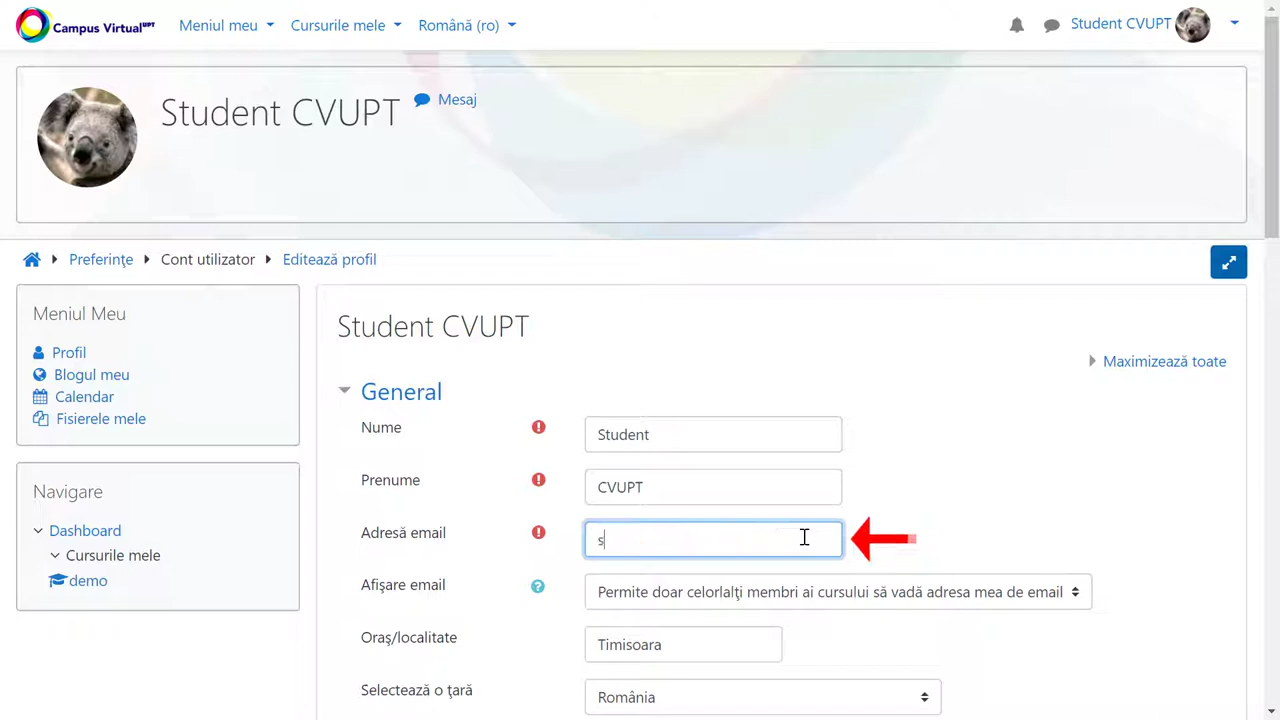 Campus Virtual UPT Meniul meu Cursurile mele Română (ro) Student CVUPT
Student CVUPT Mesaj
Preferinţe Cont utilizator Editează profil
Meniul Meu
Profil
Blogul meu
Calendar
Fisierele mele
Navigare
Dashboard
Cursurile mele
demo
Student CVUPT
Maximizează toate
General
Nume Student
Prenume CVUPT
Adresă email s
Afişare email Permite doar celorlalţi membri ai cursului să vadă adresa mea de email
Oraş/localitate Timisoara
Selectează o ţară România